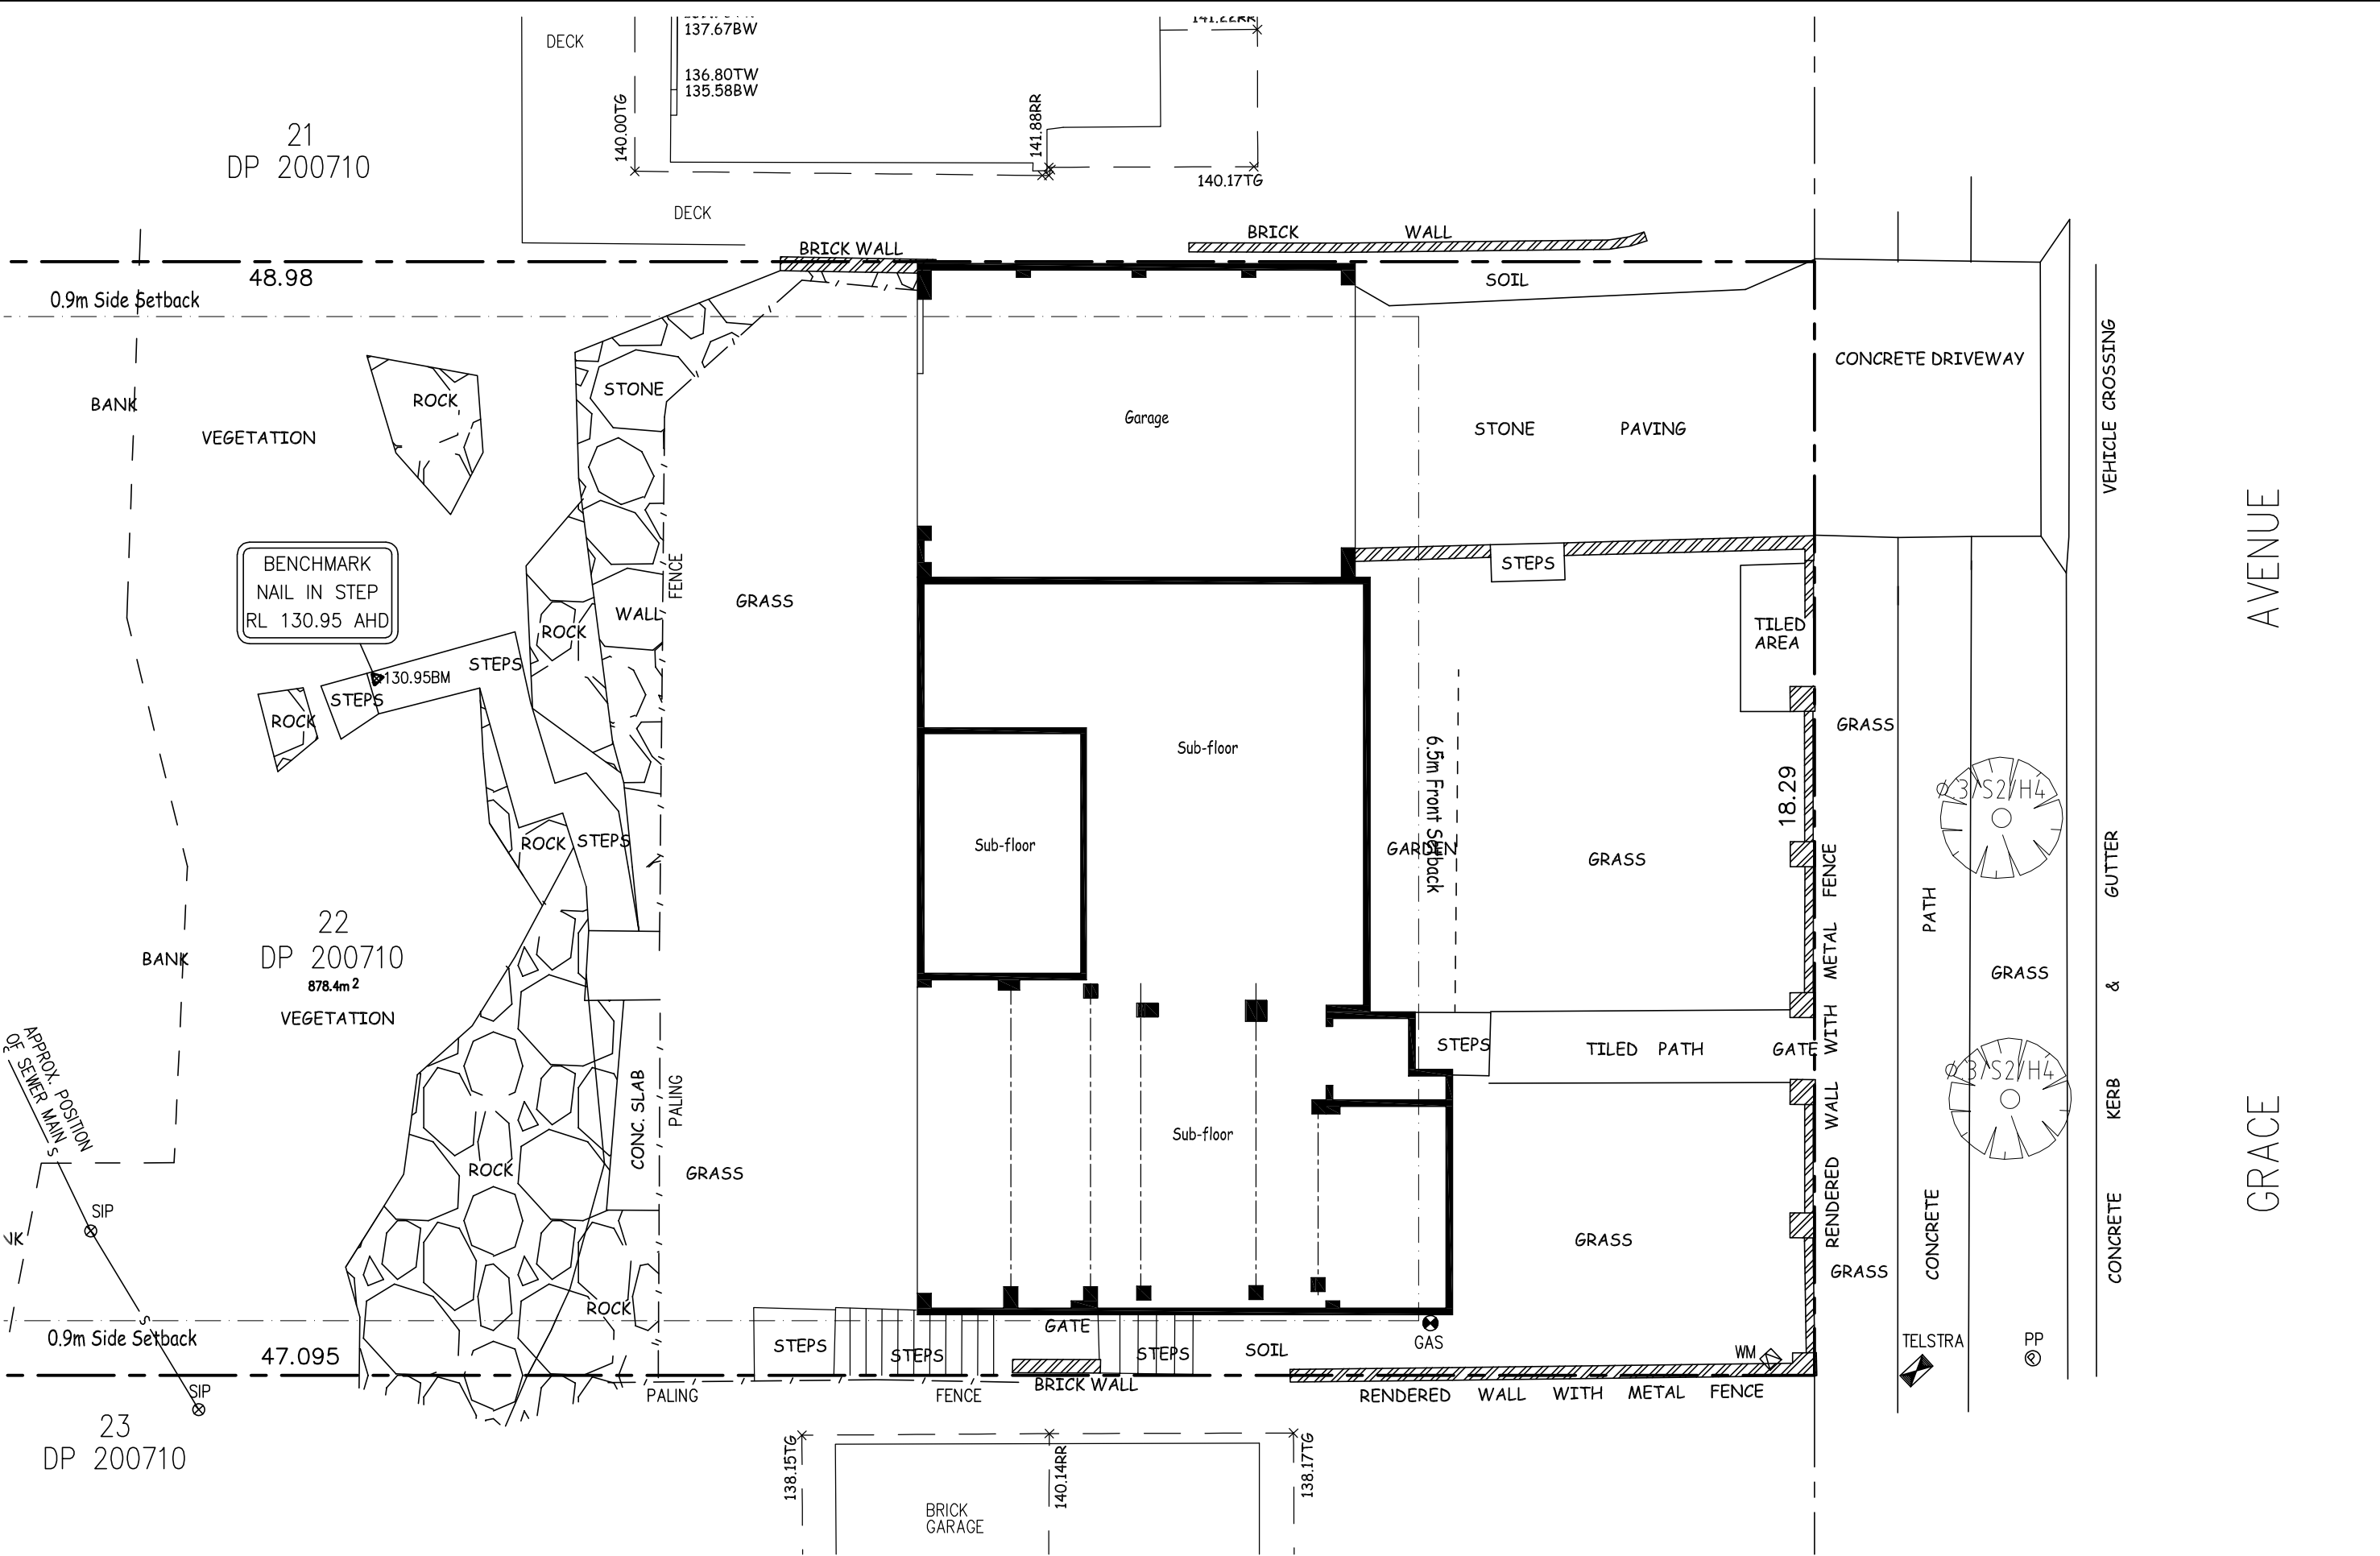 DECK
137.67BW
136.80TW
135.58BW
140.00TG
141.88RR
141.22RR
140.17TG
21
DP 200710
DECK
BRICK WALL
BRICK WALL
48.98
0.9m Side Setback
SOIL
BANK
VEGETATION
ROCK
STONE
Garage
STONE PAVING
CONCRETE DRIVEWAY
VEHICLE CROSSING
AVENUE
BENCHMARK
NAIL IN STEP
RL 130.95 AHD
FENCE
GRASS
STEPS
WALL
ROCK
STEPS
130.95BM
STEPS
ROCK
TILED
AREA
GRASS
Sub-floor
6.5m Front Setback
18.29
ø.3/S2/H4
ROCK
STEPS
Sub-floor
GARDEN
GRASS
RENDERED WALL WITH METAL FENCE
CONCRETE PATH
CONCRETE KERB & GUTTER
22
DP 200710
878.4m2
BANK
VEGETATION
GRASS
APPROX. POSITION
OF SEWER MAIN
S
CONC. SLAB
PALING
STEPS
TILED PATH
GATE
ø.3/S2/H4
GRACE
Sub-floor
ROCK
GRASS
SIP
GRASS
GRASS
ROCK
S
0.9m Side Setback
47.095
STEPS
STEPS
GATE
STEPS
SOIL
GAS
WM
TELSTRA
PP
P
SIP
PALING
FENCE
BRICK WALL
RENDERED WALL WITH METAL FENCE
23
DP 200710
138.15TG
140.14RR
138.17TG
BRICK
GARAGE